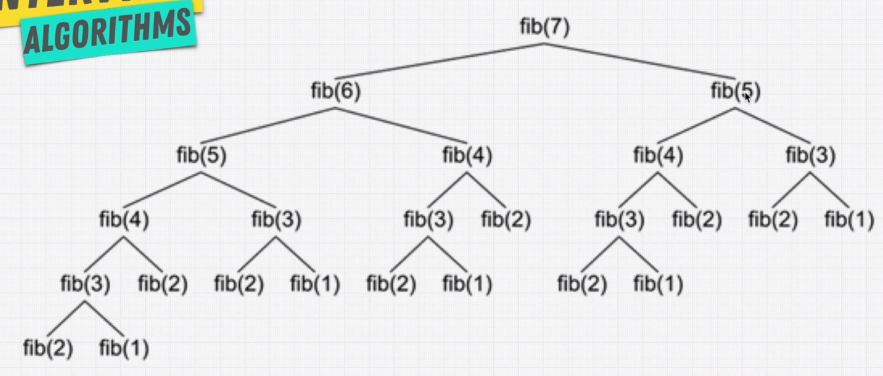 ALGORITHMS
fib(7)
fib(6) fib(5)
fib(5) fib(4) fib(4) fib(3)
fib(4) fib(3) fib(3) fib(2) fib(3) fib(2) fib(2) fib(1)
fib(3) fib(2) fib(2) fib(1) fib(2) fib(1) fib(2) fib(1)
fib(2) fib(1)